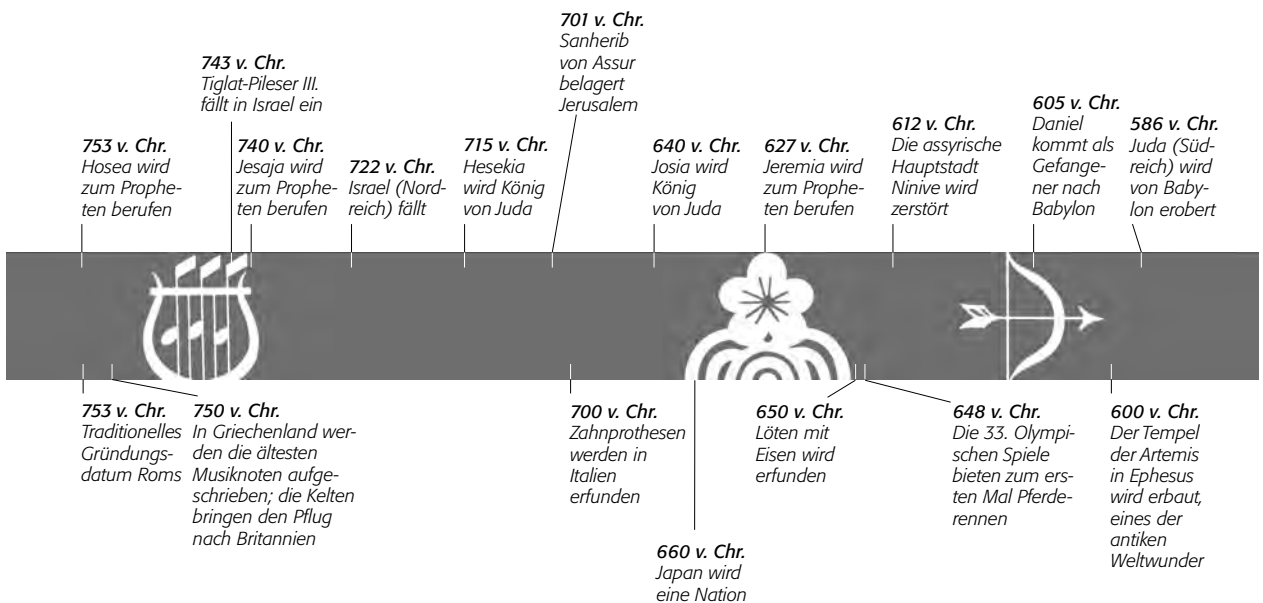 701 v. Chr.
Sanherib
von Assur
belagert
Jerusalem
743 v. Chr.
Tiglat-Pileser III.
fällt in Israel ein
753 v. Chr.
Hosea wird
zum Prophe-
ten berufen
740 v. Chr.
Jesaja wird
zum Prophe-
ten berufen
722 v. Chr.
Israel (Nord-
reich) fällt
715 v. Chr.
Hesekia
wird König
von Juda
640 v. Chr.
Josia wird
König
von Juda
627 v. Chr.
Jeremia wird
zum Prophe-
ten berufen
612 v. Chr.
Die assyrische
Hauptstadt
Ninive wird
zerstört
605 v. Chr.
Daniel
kommt als
Gefange-
ner nach
Babylon
586 v. Chr.
Juda (Süd-
reich) wird
von Baby-
lon erobert
753 v. Chr.
Traditionelles
Gründungs-
datum Roms
750 v. Chr.
In Griechenland wer-
den die ältesten
Musiknoten aufge-
schrieben; die Kelten
bringen den Pflug
nach Britannien
700 v. Chr.
Zahnprothesen
werden in
Italien
erfunden
660 v. Chr.
Japan wird
eine Nation
650 v. Chr.
Löten mit
Eisen wird
erfunden
648 v. Chr.
Die 33. Olympi-
schen Spiele
bieten zum ers-
ten Mal Pferde-
rennen
600 v. Chr.
Der Tempel
der Artemis
in Ephesus
wird erbaut,
eines der
antiken
Weltwunder